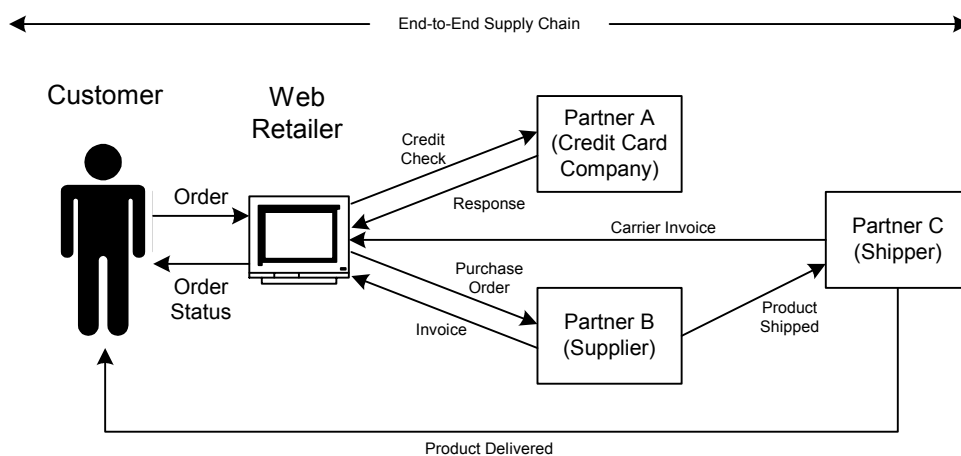 End-to-End Supply Chain
Customer
Web
Retailer
Partner A
(Credit Card
Company)
Credit
Check
Response
Order
Carrier Invoice
Partner C
(Shipper)
Order
Status
Purchase
Order
Invoice
Partner B
(Supplier)
Product
Shipped
Product Delivered